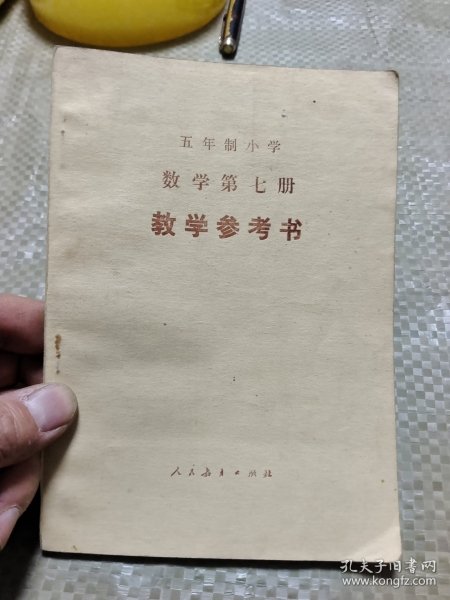 五年制小学
数学第七册
教学参考书
人民教育出版社
孔夫子旧书网
www.kongfz.com